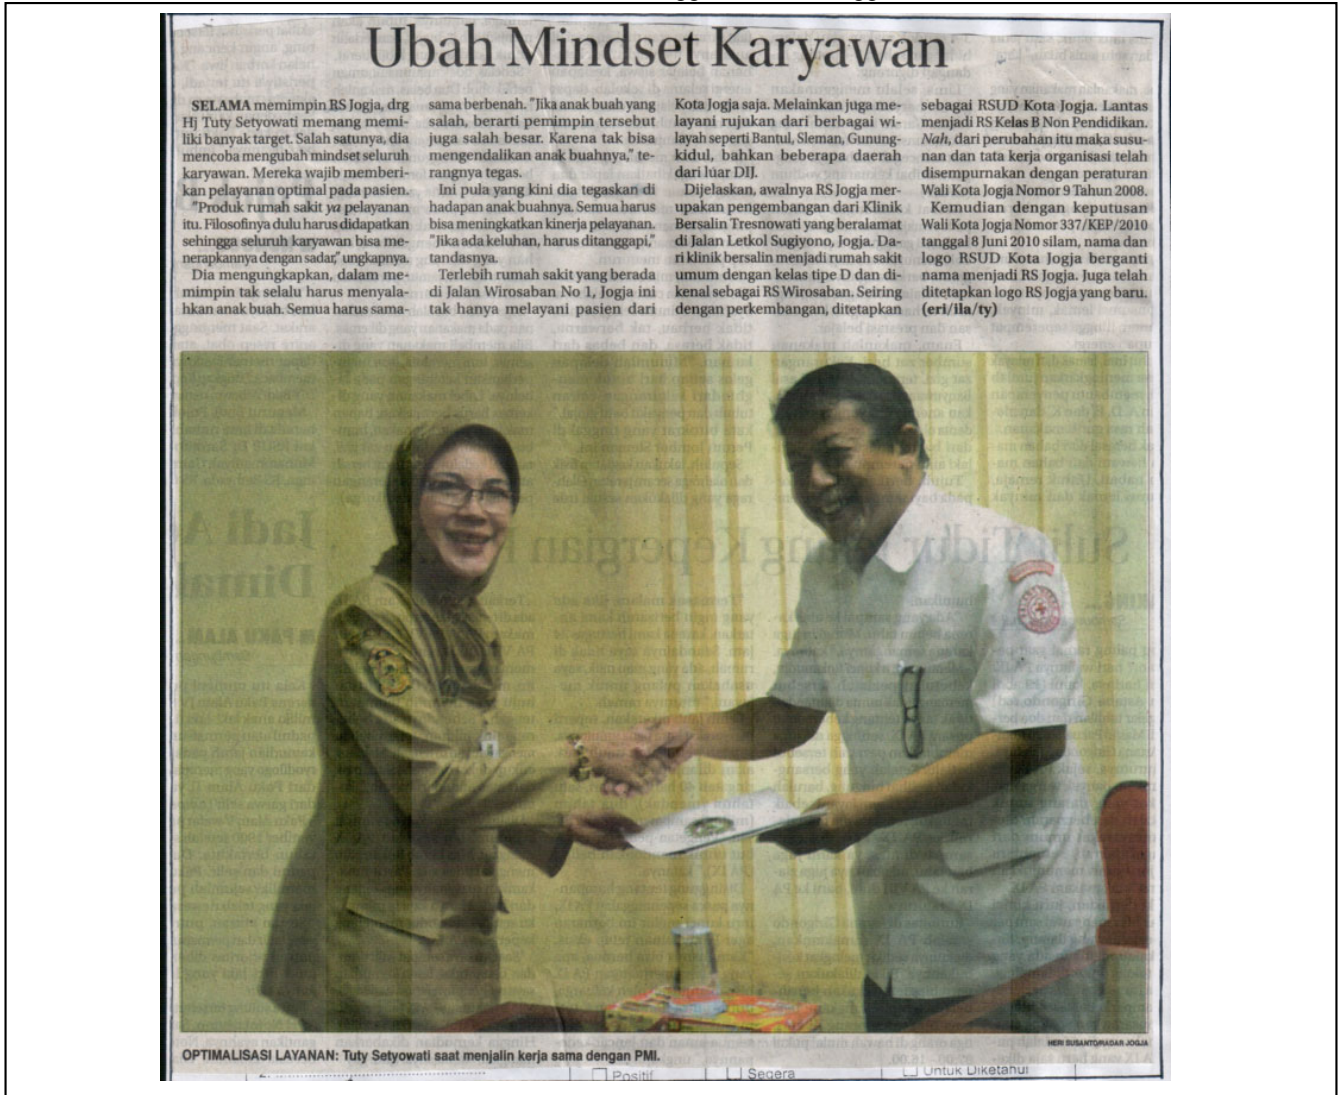 Ubah Mindset Karyawan
SELAMA memimpin RS Jogja, drg
Hj Tuty Setyowati memang memi-
liki banyak target. Salah satunya, dia
mencoba mengubah mindset seluruh
karyawan. Mereka wajib memberi-
kan pelayanan optimal pada pasien.
"Produk rumah sakit ya pelayanan
itu. Filosofinya dulu harus didapatkan
sehingga seluruh karyawan bisa me-
nerapkannya dengan sadar," ungkapnya.
Dia mengungkapkan, dalam me-
mimpin tak selalu harus menyala-
hkan anak buah. Semua harus sama-
sama berbenah. "Jika anak buah yang
salah, berarti pemimpin tersebut
juga salah besar. Karena tak bisa
mengendalikan anak buahnya," te-
rangnya tegas.
Ini pula yang kini dia tegaskan di
hadapan anak buahnya. Semua harus
bisa meningkatkan kinerja pelayanan.
"Jika ada keluhan, harus ditanggapi,"
tandasnya.
Terlebih rumah sakit yang berada
di Jalan Wirosaban No 1, Jogja ini
tak hanya melayani pasien dari
Kota Jogja saja. Melainkan juga me-
layani rujukan dari berbagai wi-
layah seperti Bantul, Sleman, Gunung-
kidul, bahkan beberapa daerah
dari luar DIJ.
Dijelaskan, awalnya RS Jogja mer-
upakan pengembangan dari Klinik
Bersalin Tresnowati yang beralamat
di Jalan Letkol Sugiyono, Jogja. Da-
ri klinik bersalin menjadi rumah sakit
umum dengan kelas tipe D dan di-
kenal sebagai RS Wirosaban. Seiring
dengan perkembangan, ditetapkan
sebagai RSUD Kota Jogja. Lantas
menjadi RS Kelas B Non Pendidikan.
Nah, dari perubahan itu maka susu-
nan dan tata kerja organisasi telah
disempurnakan dengan peraturan
Wali Kota Jogja Nomor 9 Tahun 2008.
Kemudian dengan keputusan
Wali Kota Jogja Nomor 337/KEP/2010
tanggal 8 Juni 2010 silam, nama dan
logo RSUD Kota Jogja berganti
nama menjadi RS Jogja. Juga telah
ditetapkan logo RS Jogja yang baru.
(eri/ila/ty)
HERI SUSANTO/RADAR JOGJA
OPTIMALISASI LAYANAN: Tuty Setyowati saat menjalin kerja sama dengan PMI.
Positif Segera Untuk Diketahui